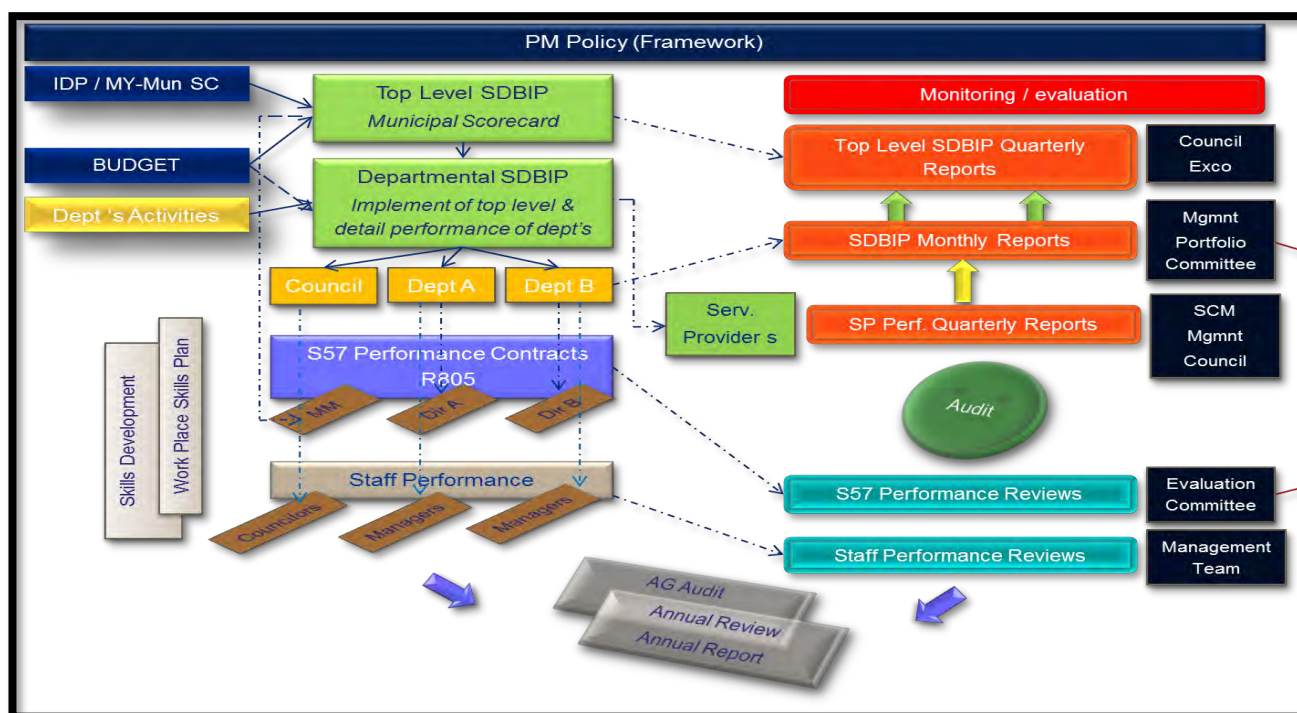 PM Policy (Framework)
IDP / MY-Mun SC
BUDGET
Dept 's Activities
Top Level SDBIP
Municipal Scorecard
Departmental SDBIP
Implement of top level &
detail performance of dept's
Council
Dept A
Dept B
Serv.
Provider s
S57 Performance Contracts
R805
MM
Dir A
Dir B
Staff Performance
Councilors
Managers
Managers
Skills Development
Work Place Skills Plan
Monitoring / evaluation
Top Level SDBIP Quarterly
Reports
Council
Exco
SDBIP Monthly Reports
Mgmnt
Portfolio
Committee
SP Perf. Quarterly Reports
SCM
Mgmnt
Council
Audit
S57 Performance Reviews
Evaluation
Committee
Staff Performance Reviews
Management
Team
AG Audit
Annual Review
Annual Report